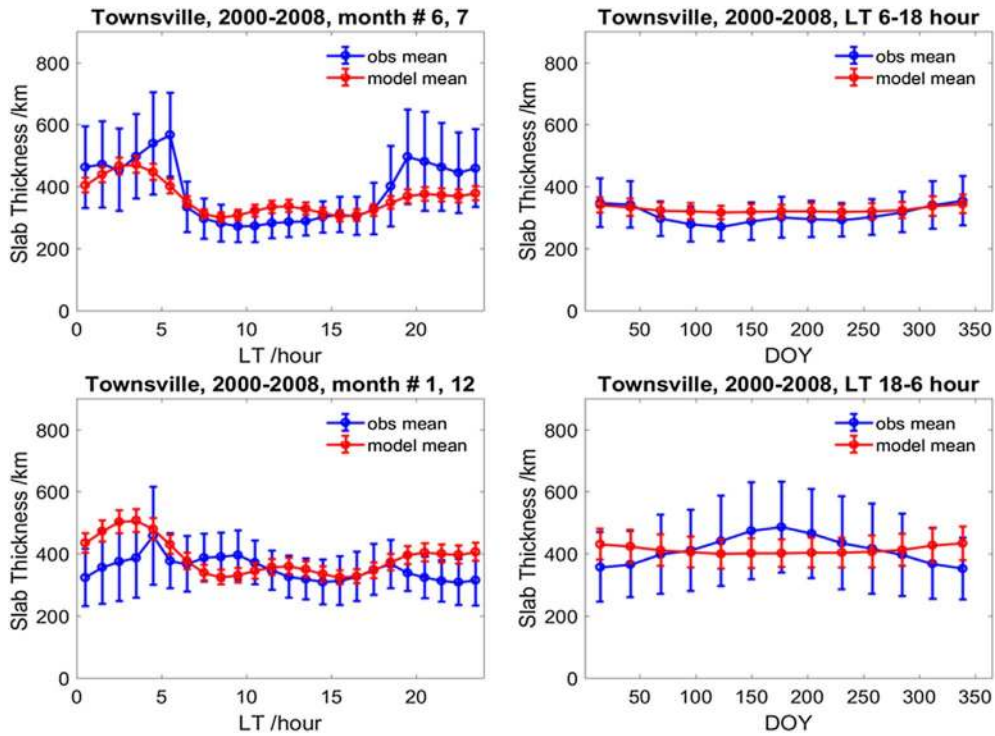 Townsville, 2000-2008, month # 6, 7
800
600
400
200
0
Slab Thickness /km
obs mean
model mean
0 5 10 15 20
LT /hour
Townsville, 2000-2008, LT 6-18 hour
800
600
400
200
0
Slab Thickness /km
obs mean
model mean
50 100 150 200 250 300 350
DOY
Townsville, 2000-2008, month # 1, 12
800
600
400
200
0
Slab Thickness /km
obs mean
model mean
0 5 10 15 20
LT /hour
Townsville, 2000-2008, LT 18-6 hour
800
600
400
200
0
Slab Thickness /km
obs mean
model mean
50 100 150 200 250 300 350
DOY